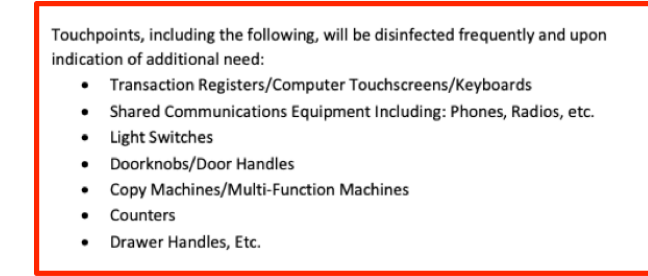 Touchpoints, including the following, will be disinfected frequently and upon
indication of additional need:
• Transaction Registers/Computer Touchscreens/Keyboards
• Shared Communications Equipment Including: Phones, Radios, etc.
• Light Switches
• Doorknobs/Door Handles
• Copy Machines/Multi-Function Machines
• Counters
• Drawer Handles, Etc.